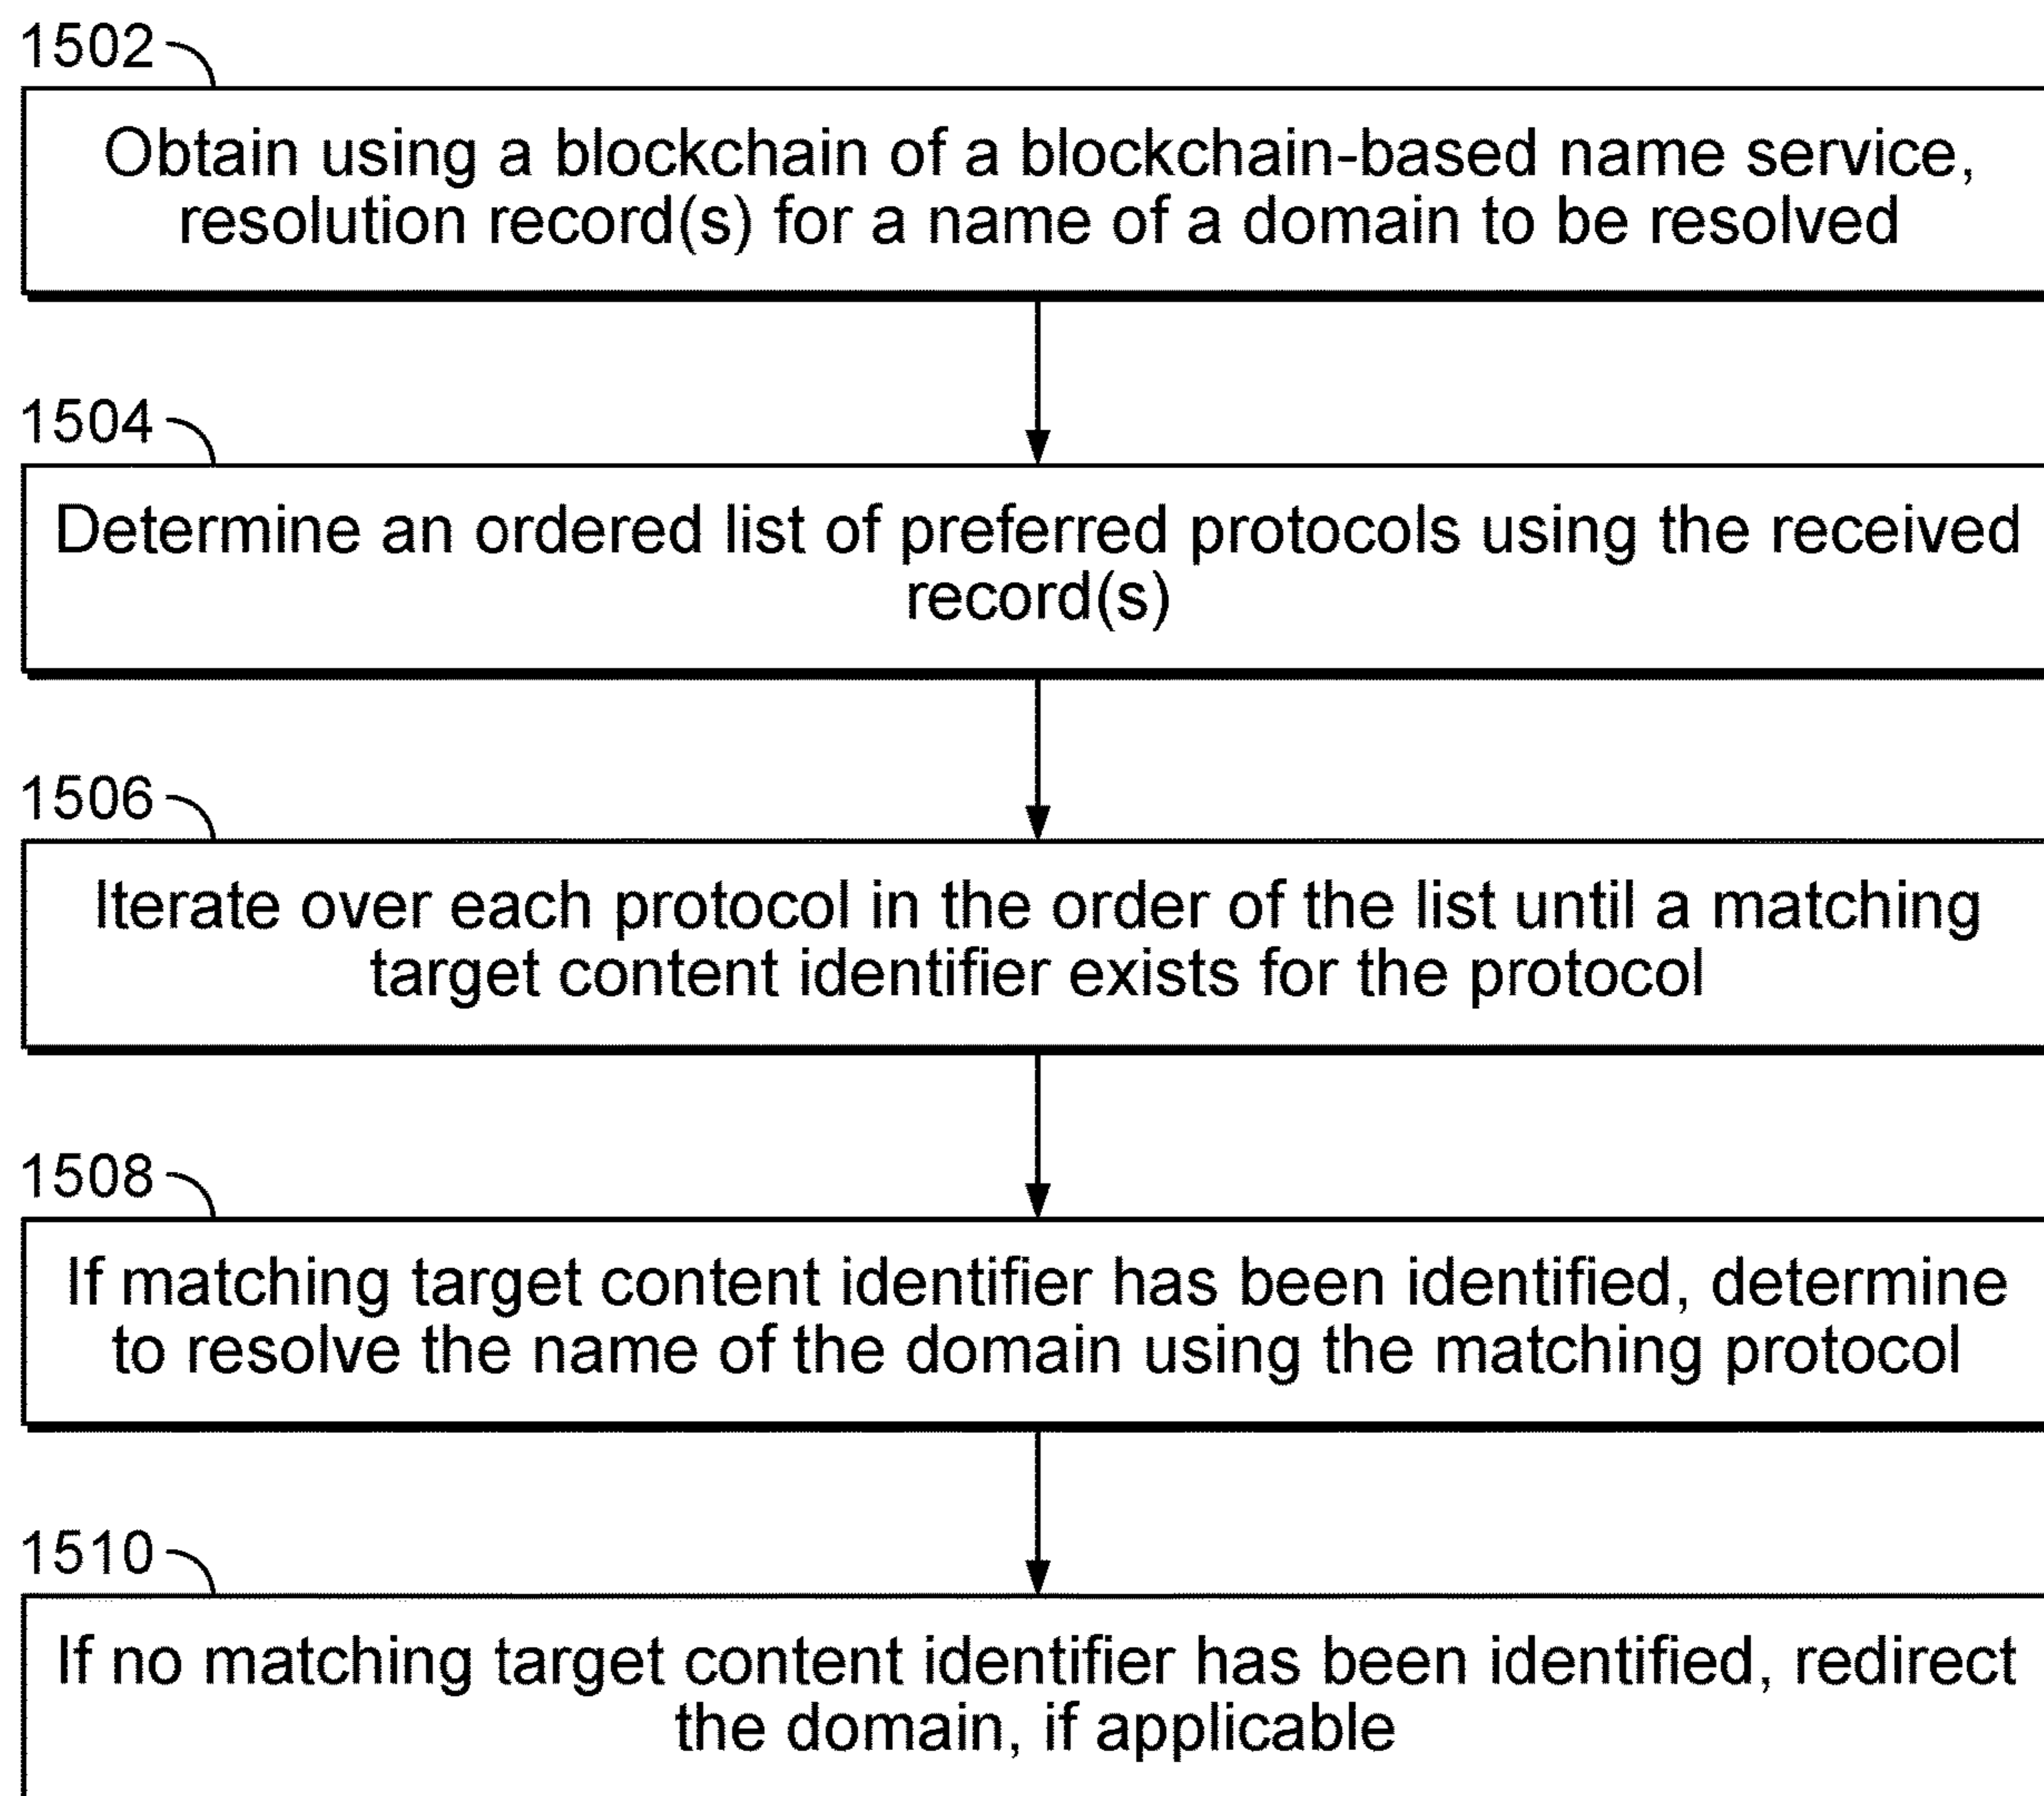 1502
Obtain using a blockchain of a blockchain-based name service,
resolution record(s) for a name of a domain to be resolved
1504
Determine an ordered list of preferred protocols using the received
record(s)
1506
Iterate over each protocol in the order of the list until a matching
target content identifier exists for the protocol
1508
If matching target content identifier has been identified, determine
to resolve the name of the domain using the matching protocol
1510
If no matching target content identifier has been identified, redirect
the domain, if applicable